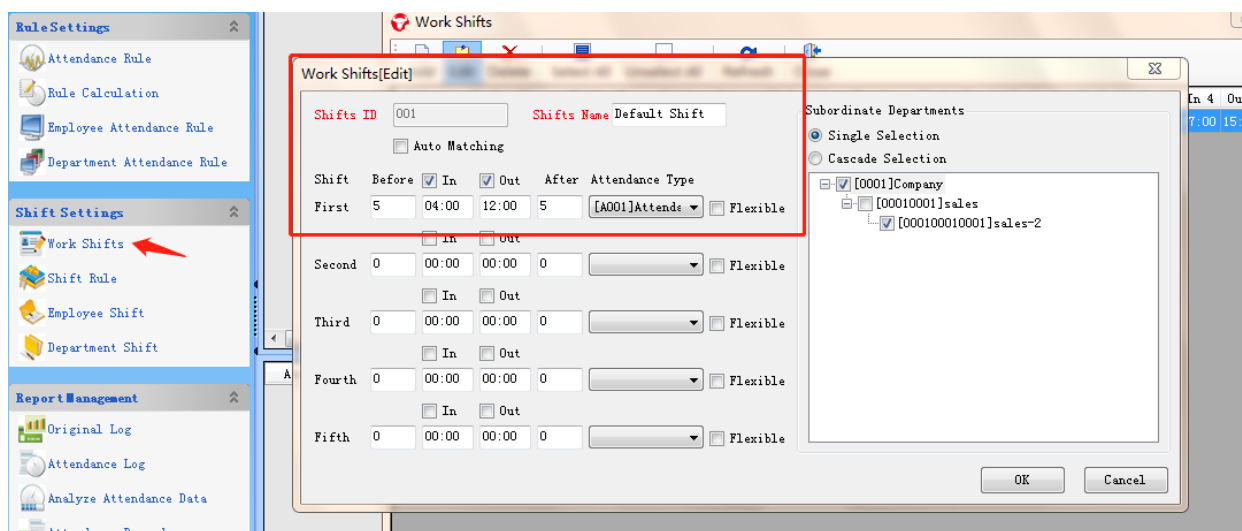 Rule Settings
Attendance Rule
Rule Calculation
Employee Attendance Rule
Department Attendance Rule
Shift Settings
Work Shifts
Shift Rule
Employee Shift
Department Shift
Report Management
Original Log
Attendance Log
Analyze Attendance Data
Work Shifts
In 4 Ou
7:00 15:
A
Work Shifts[Edit]
Shifts ID 001 Shifts Name Default Shift
Auto Matching
Shift Before In Out After Attendance Type
First 5 04:00 12:00 5 [A001]Attenda Flexible
In Out
Second 0 00:00 00:00 0 Flexible
In Out
Third 0 00:00 00:00 0 Flexible
In Out
Fourth 0 00:00 00:00 0 Flexible
In Out
Fifth 0 00:00 00:00 0 Flexible
Subordinate Departments
Single Selection
Cascade Selection
[0001]Company
[00010001]sales
[000100010001]sales-2
OK Cancel